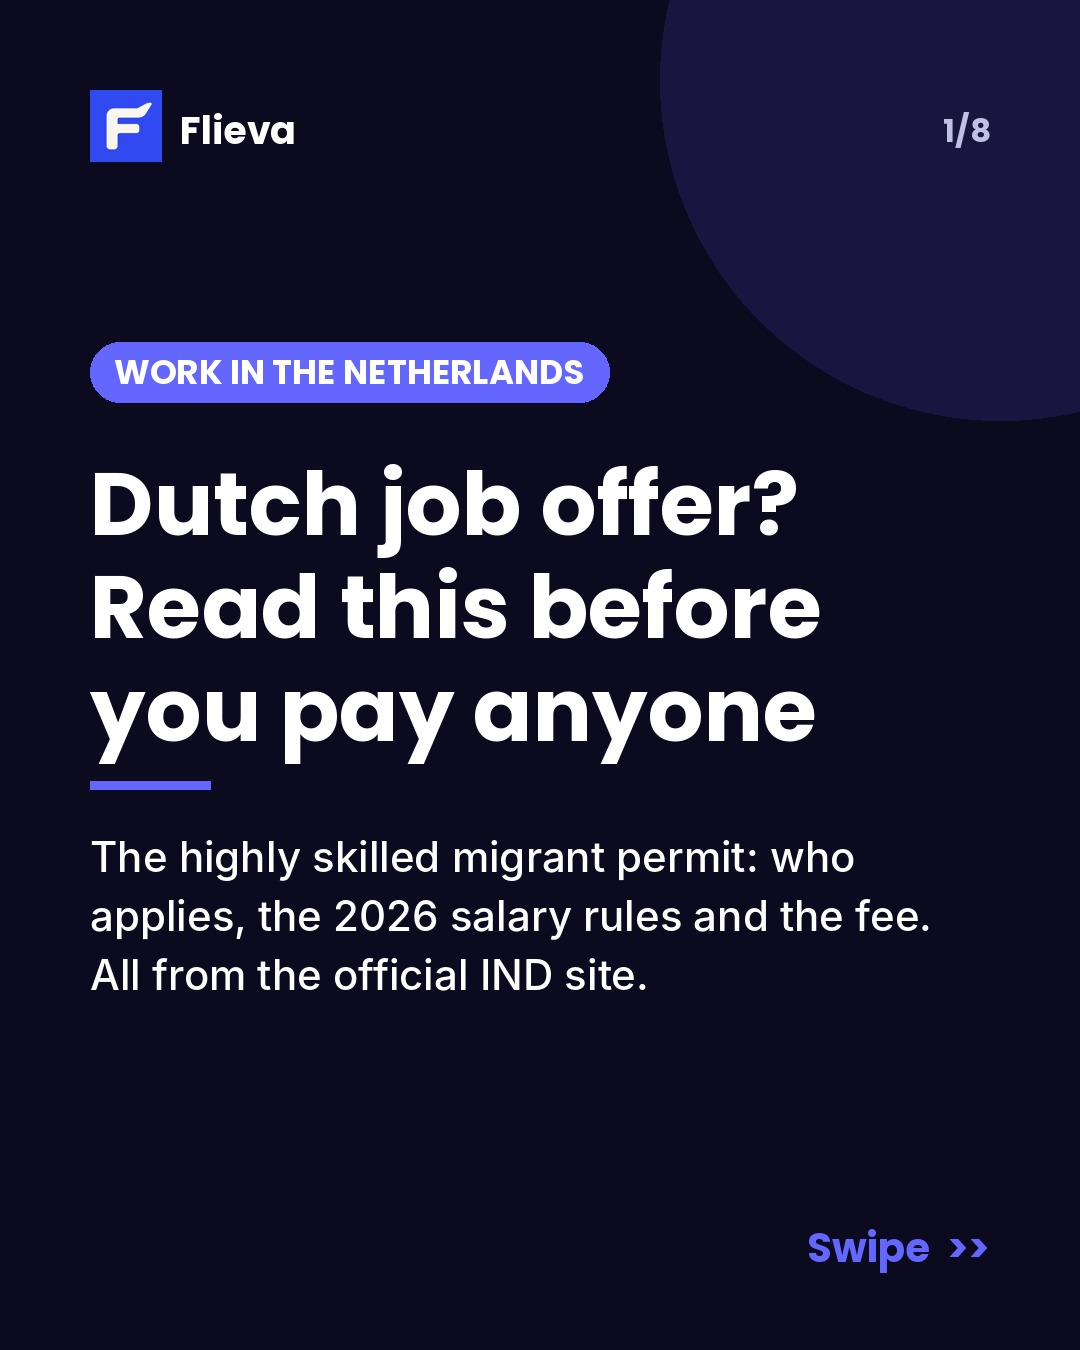 Flieva
1/8
WORK IN THE NETHERLANDS
Dutch job offer?
Read this before
you pay anyone
The highly skilled migrant permit: who
applies, the 2026 salary rules and the fee.
All from the official IND site.
Swipe >>